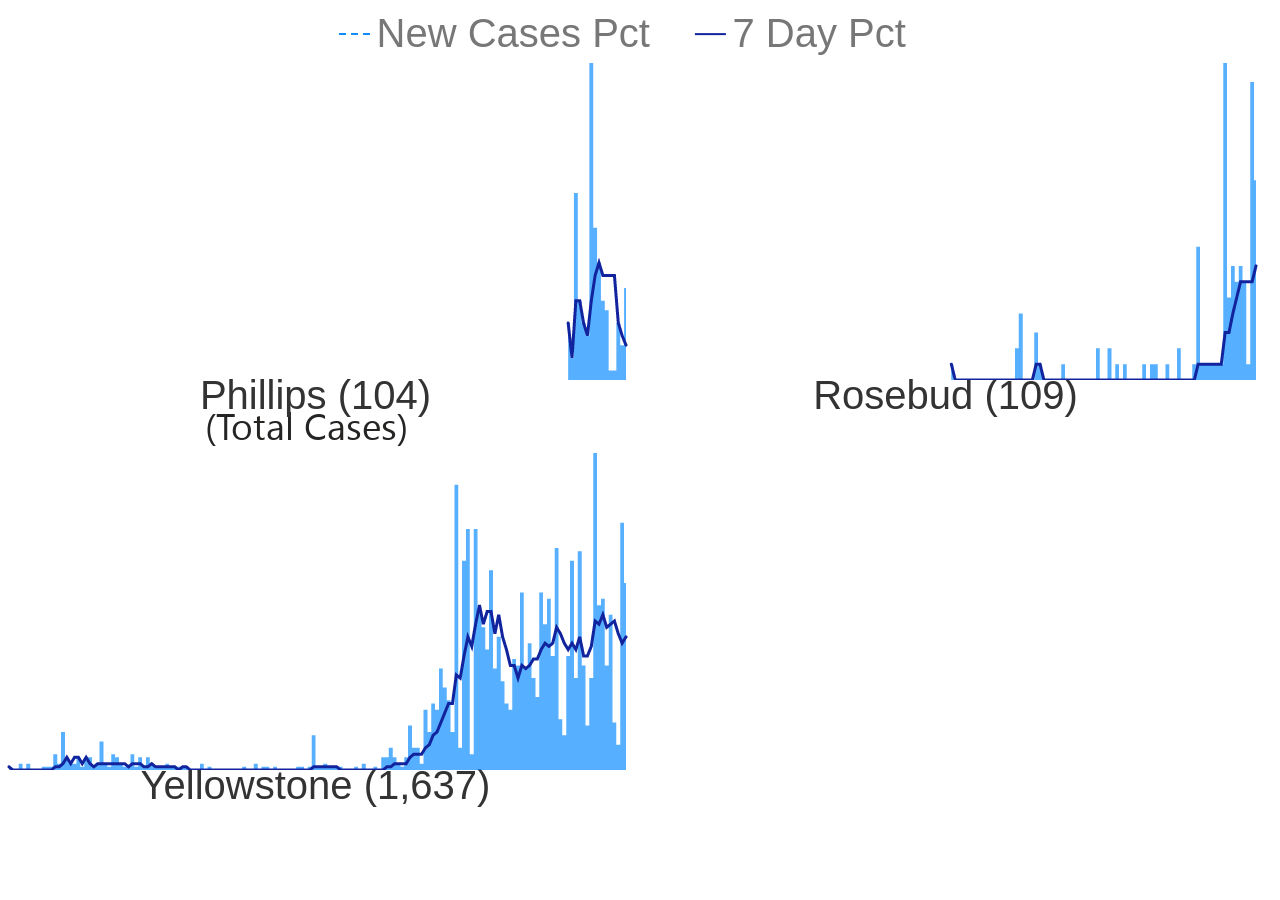 New Cases Pct 7 Day Pct
Phillips (104) Rosebud (109)
(Total Cases)
Yellowstone (1,637)